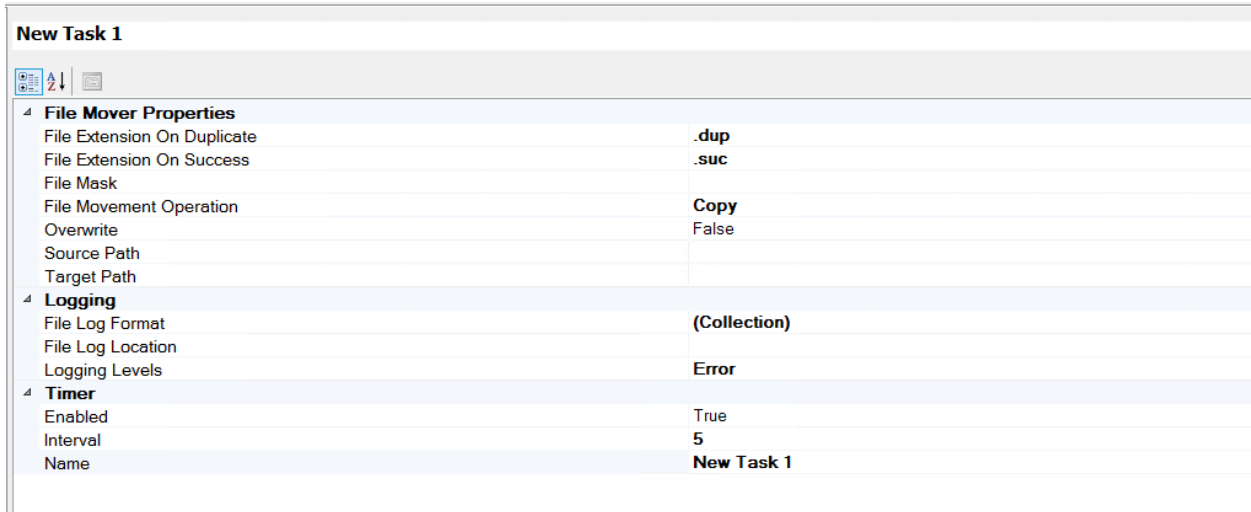 New Task 1
File Mover Properties
File Extension On Duplicate .dup
File Extension On Success .suc
File Mask
File Movement Operation Copy
Overwrite False
Source Path
Target Path
Logging
File Log Format (Collection)
File Log Location
Logging Levels Error
Timer
Enabled True
Interval 5
Name New Task 1